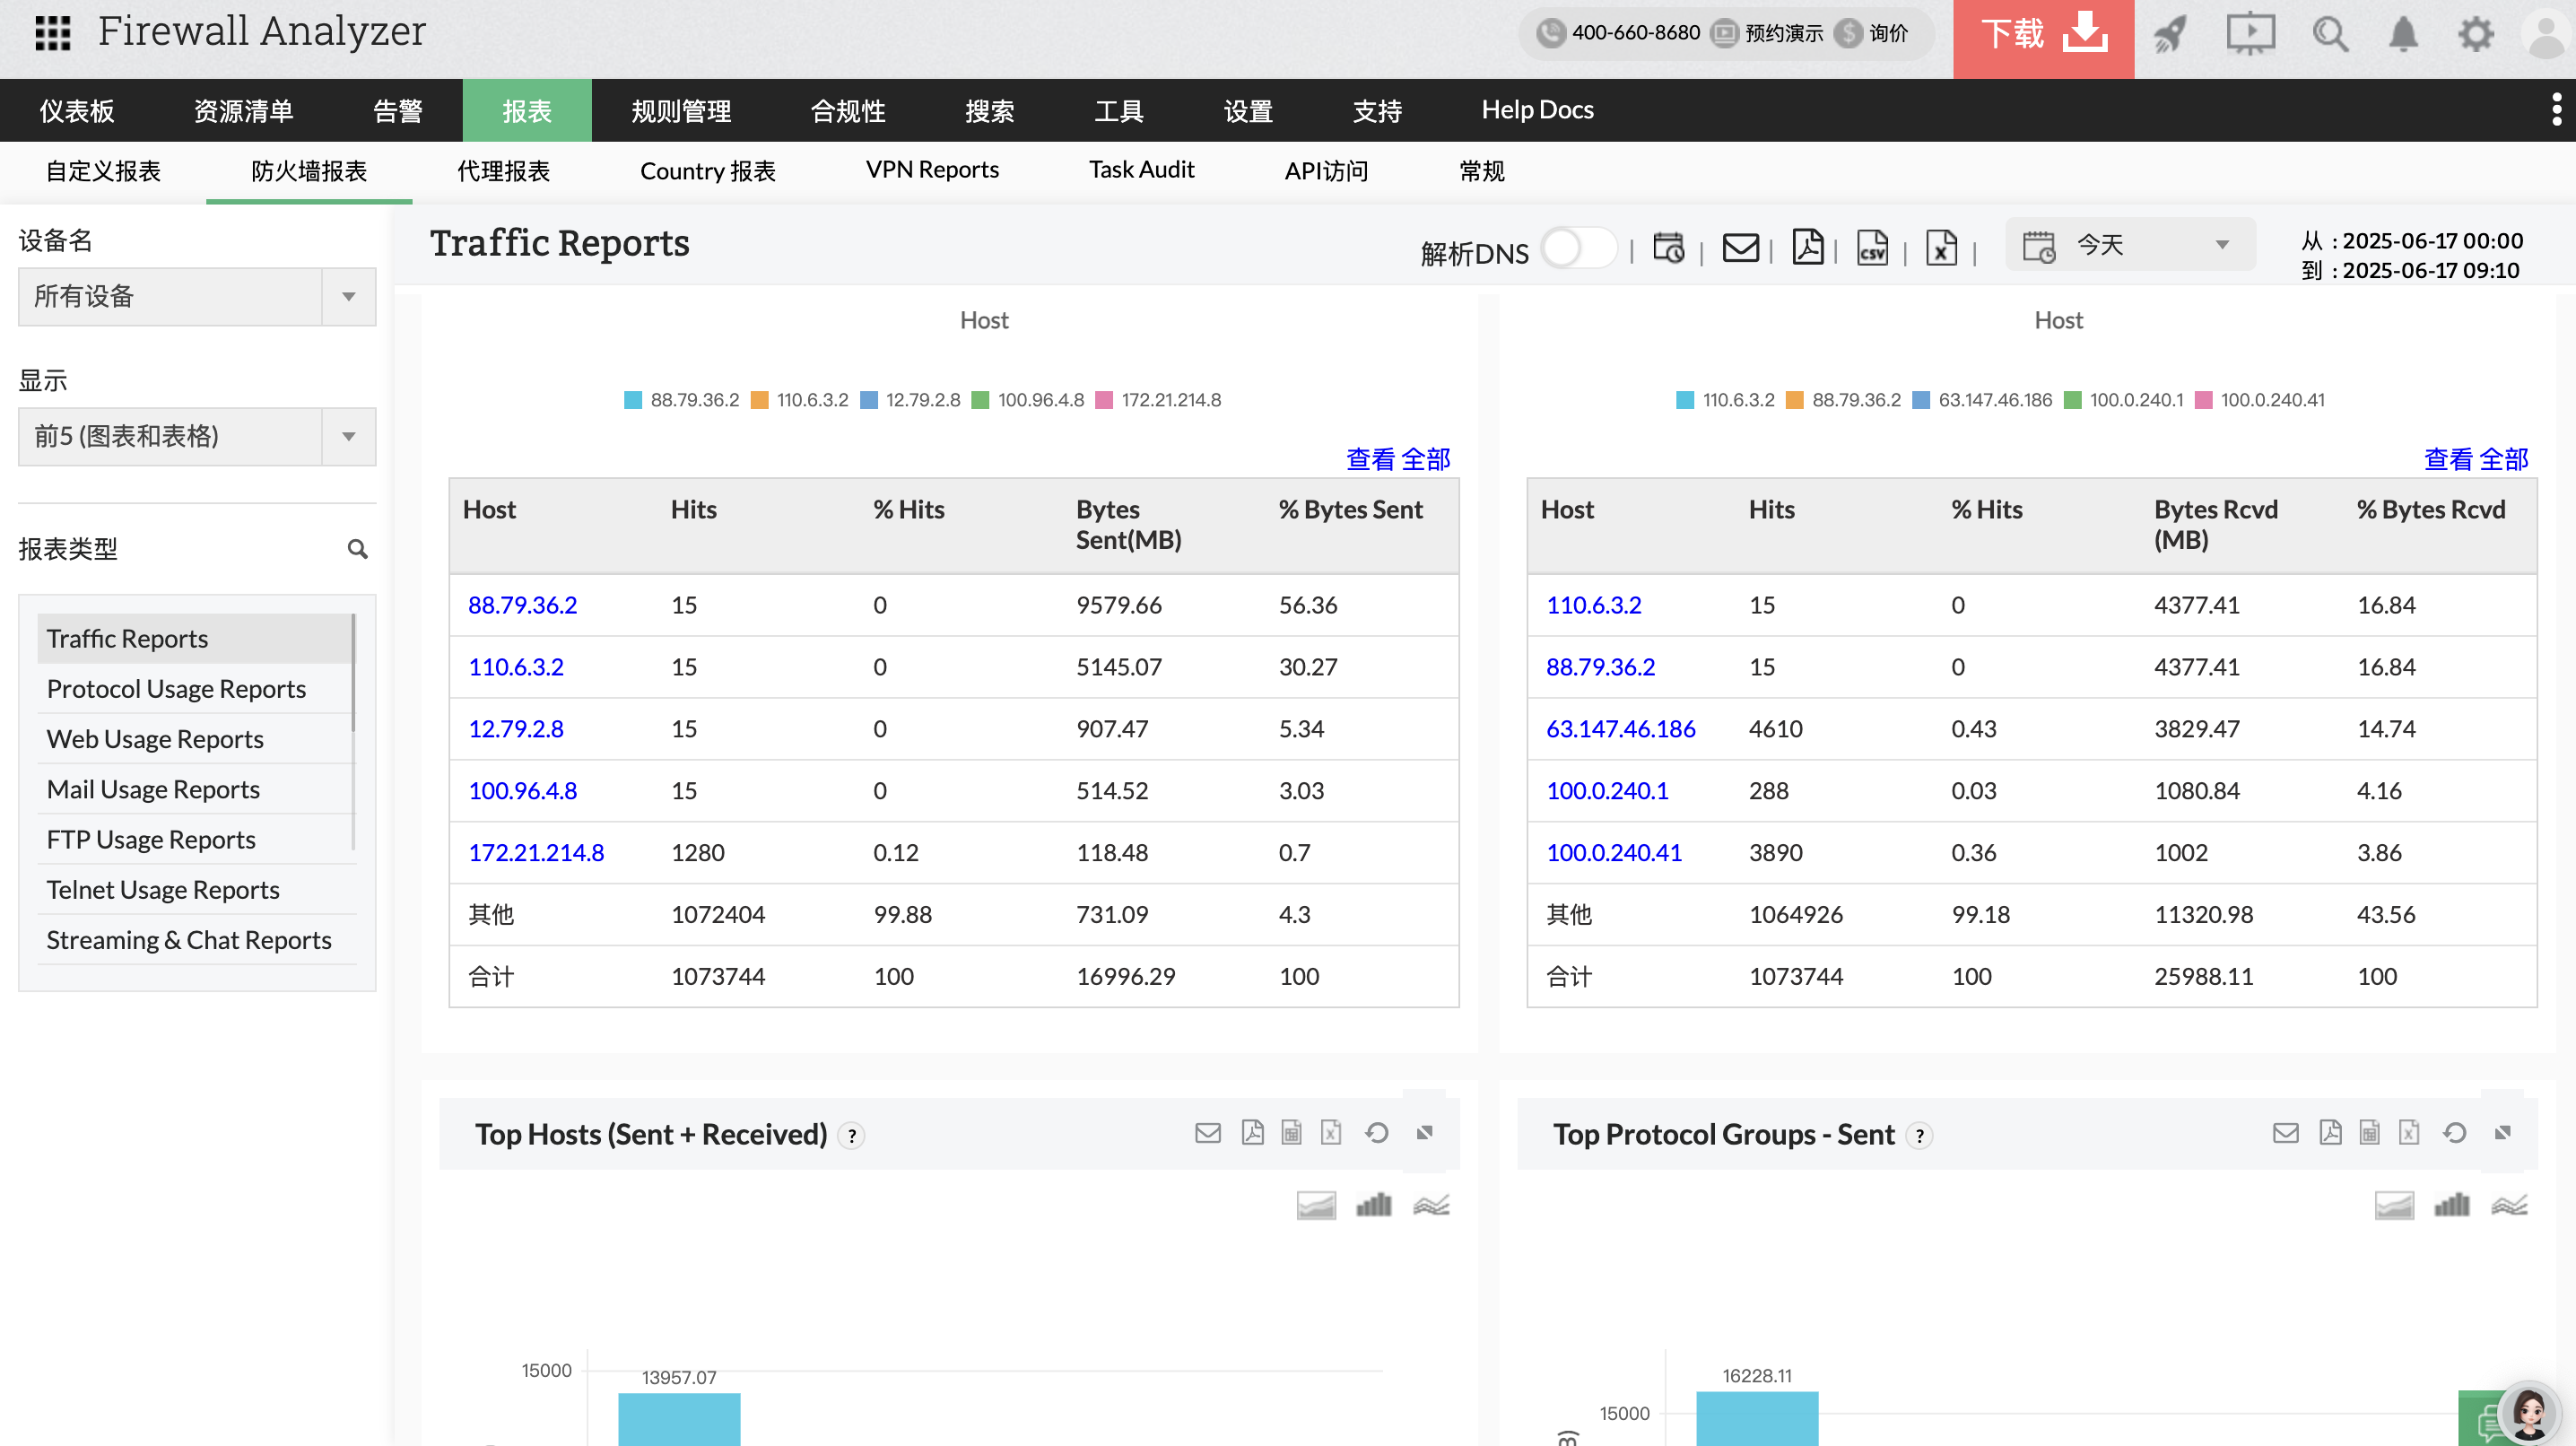 Firewall Analyzer
400-660-8680 预约演示 询价
下载
仪表板 资源清单 告警 报表 规则管理 合规性 搜索 工具 设置 支持 Help Docs
自定义报表 防火墙报表 代理报表 Country 报表 VPN Reports Task Audit API访问 常规
设备名
所有设备
显示
前5 (图表和表格)
报表类型
Traffic Reports
Protocol Usage Reports
Web Usage Reports
Mail Usage Reports
FTP Usage Reports
Telnet Usage Reports
Streaming & Chat Reports
Traffic Reports
解析DNS
今天
从 : 2025-06-17 00:00
到 : 2025-06-17 09:10
Host
88.79.36.2 110.6.3.2 12.79.2.8 100.96.4.8 172.21.214.8
查看 全部
Host Hits % Hits Bytes Sent(MB) % Bytes Sent
88.79.36.2 15 0 9579.66 56.36
110.6.3.2 15 0 5145.07 30.27
12.79.2.8 15 0 907.47 5.34
100.96.4.8 15 0 514.52 3.03
172.21.214.8 1280 0.12 118.48 0.7
其他 1072404 99.88 731.09 4.3
合计 1073744 100 16996.29 100
Host
110.6.3.2 88.79.36.2 63.147.46.186 100.0.240.1 100.0.240.41
查看 全部
Host Hits % Hits Bytes Rcvd (MB) % Bytes Rcvd
110.6.3.2 15 0 4377.41 16.84
88.79.36.2 15 0 4377.41 16.84
63.147.46.186 4610 0.43 3829.47 14.74
100.0.240.1 288 0.03 1080.84 4.16
100.0.240.41 3890 0.36 1002 3.86
其他 1064926 99.18 11320.98 43.56
合计 1073744 100 25988.11 100
Top Hosts (Sent + Received) ?
15000
13957.07
Top Protocol Groups - Sent ?
16228.11
15000